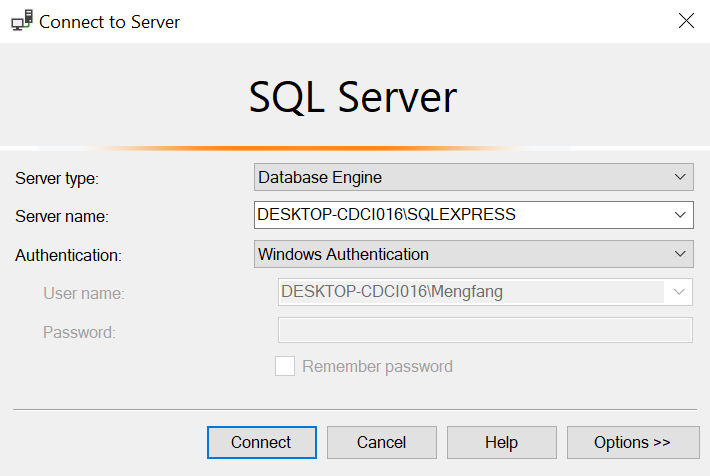 Connect to Server
SQL Server
Server type: Database Engine
Server name: DESKTOP-CDCI016\SQLEXPRESS
Authentication: Windows Authentication
User name: DESKTOP-CDCI016\Mengfang
Password:
Remember password
Connect Cancel Help Options >>